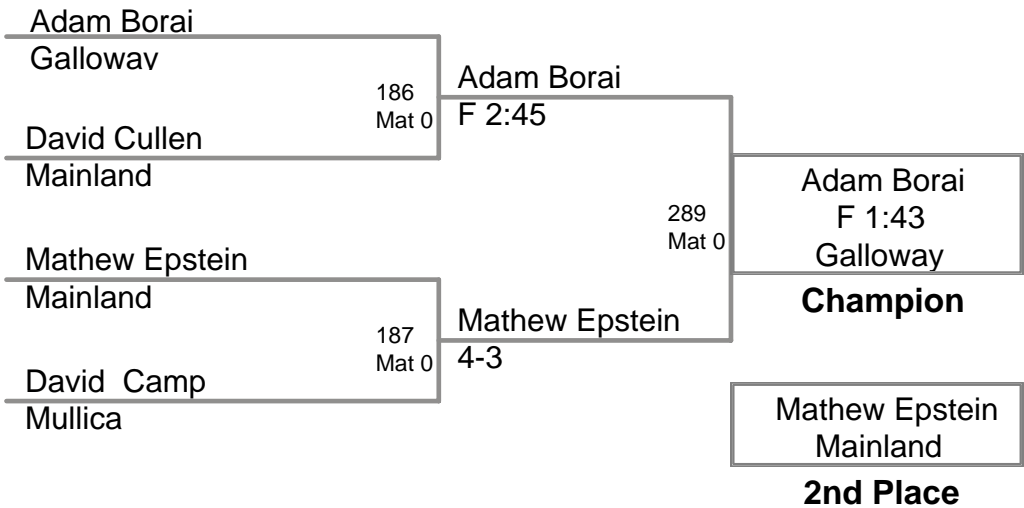 Adam Borai
Galloway
186
Mat 0
David Cullen
Mainland
Adam Borai
F 2:45
Mathew Epstein
Mainland
187
Mat 0
David  Camp
Mullica
Mathew Epstein
4-3
289
Mat 0
Adam Borai
F 1:43
Galloway
Champion
Mathew Epstein
Mainland
2nd Place